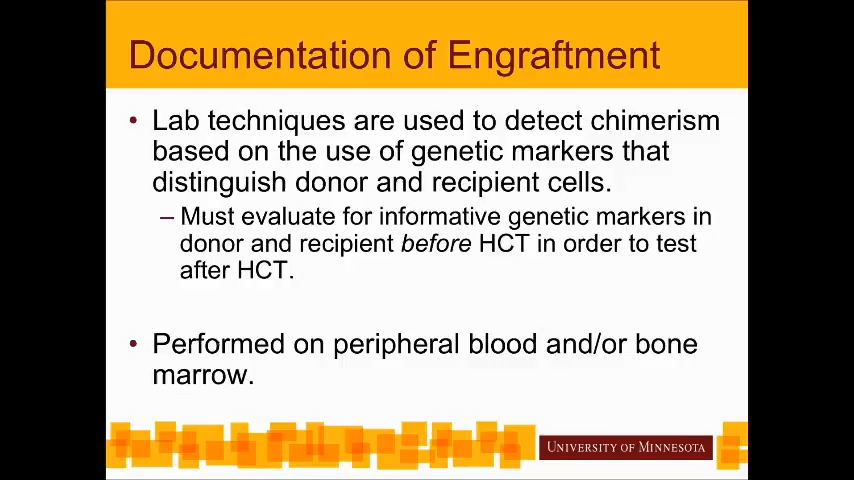 Documentation of Engraftment
• Lab techniques are used to detect chimerism
based on the use of genetic markers that
distinguish donor and recipient cells.
– Must evaluate for informative genetic markers in
donor and recipient before HCT in order to test
after HCT.
• Performed on peripheral blood and/or bone
marrow.
UNIVERSITY OF MINNESOTA